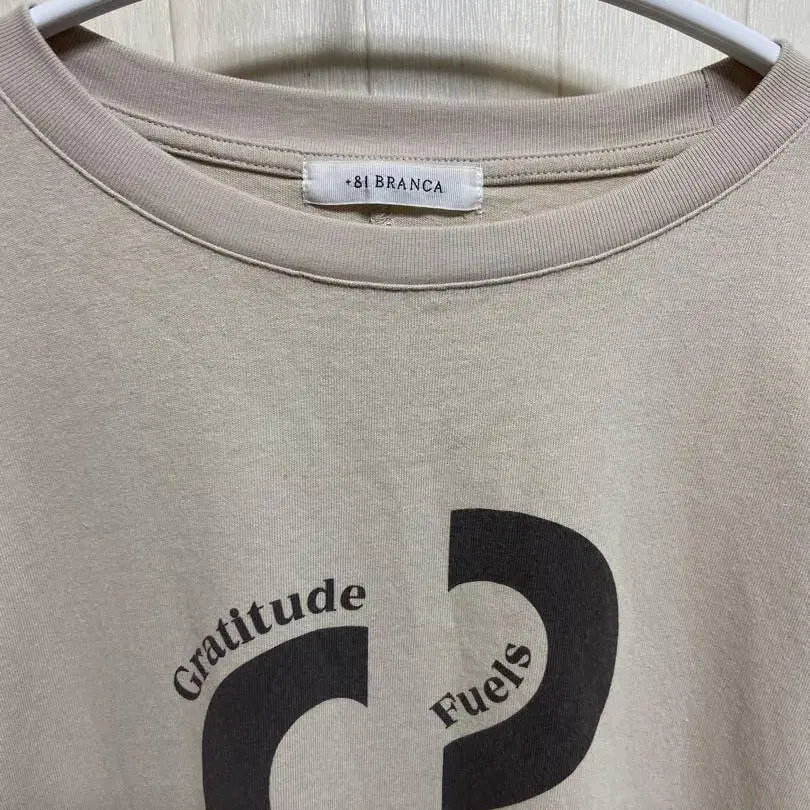 +81 BRANCA
Gratitude
Fuels